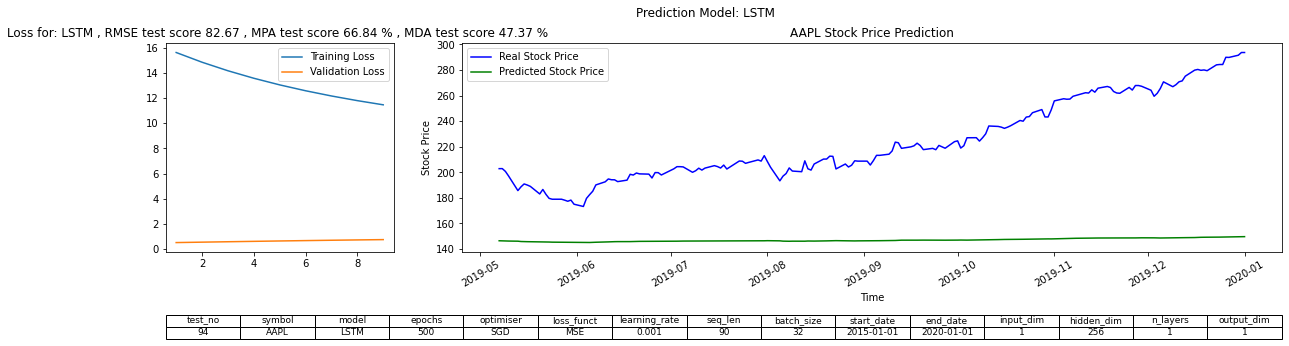 Prediction Model: LSTM
Loss for: LSTM , RMSE test score 82.67 , MPA test score 66.84 % , MDA test score 47.37 %
16
14
12
10
8
6
4
2
0
2 4 6 8
Training Loss
Validation Loss
AAPL Stock Price Prediction
Stock Price
300
280
260
240
220
200
180
160
140
Real Stock Price
Predicted Stock Price
2019-05 2019-06 2019-07 2019-08 2019-09 2019-10 2019-11 2019-12 2020-01
Time
test_no symbol model epochs optimiser loss_funct learning_rate seq_len batch_size start_date end_date input_dim hidden_dim n_layers output_dim
94 AAPL LSTM 500 SGD MSE 0.001 90 32 2015-01-01 2020-01-01 1 256 1 1